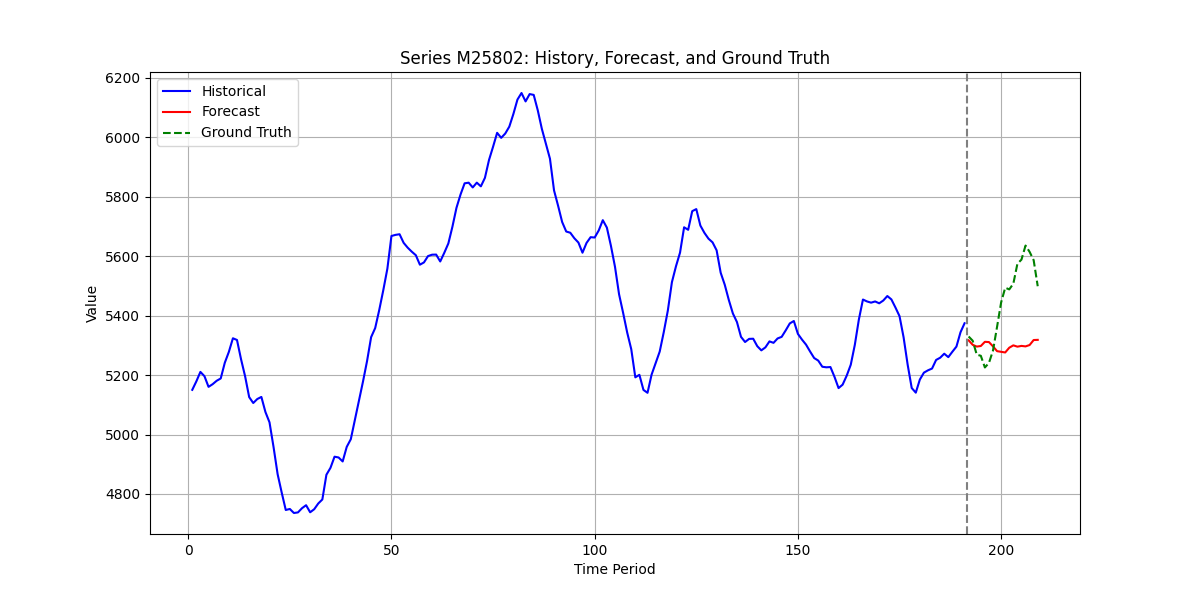 Series M25802: History, Forecast, and Ground Truth
Historical
Forecast
Ground Truth
6200
6000
5800
5600
5400
5200
5000
4800
Value
0 50 100 150 200
Time Period